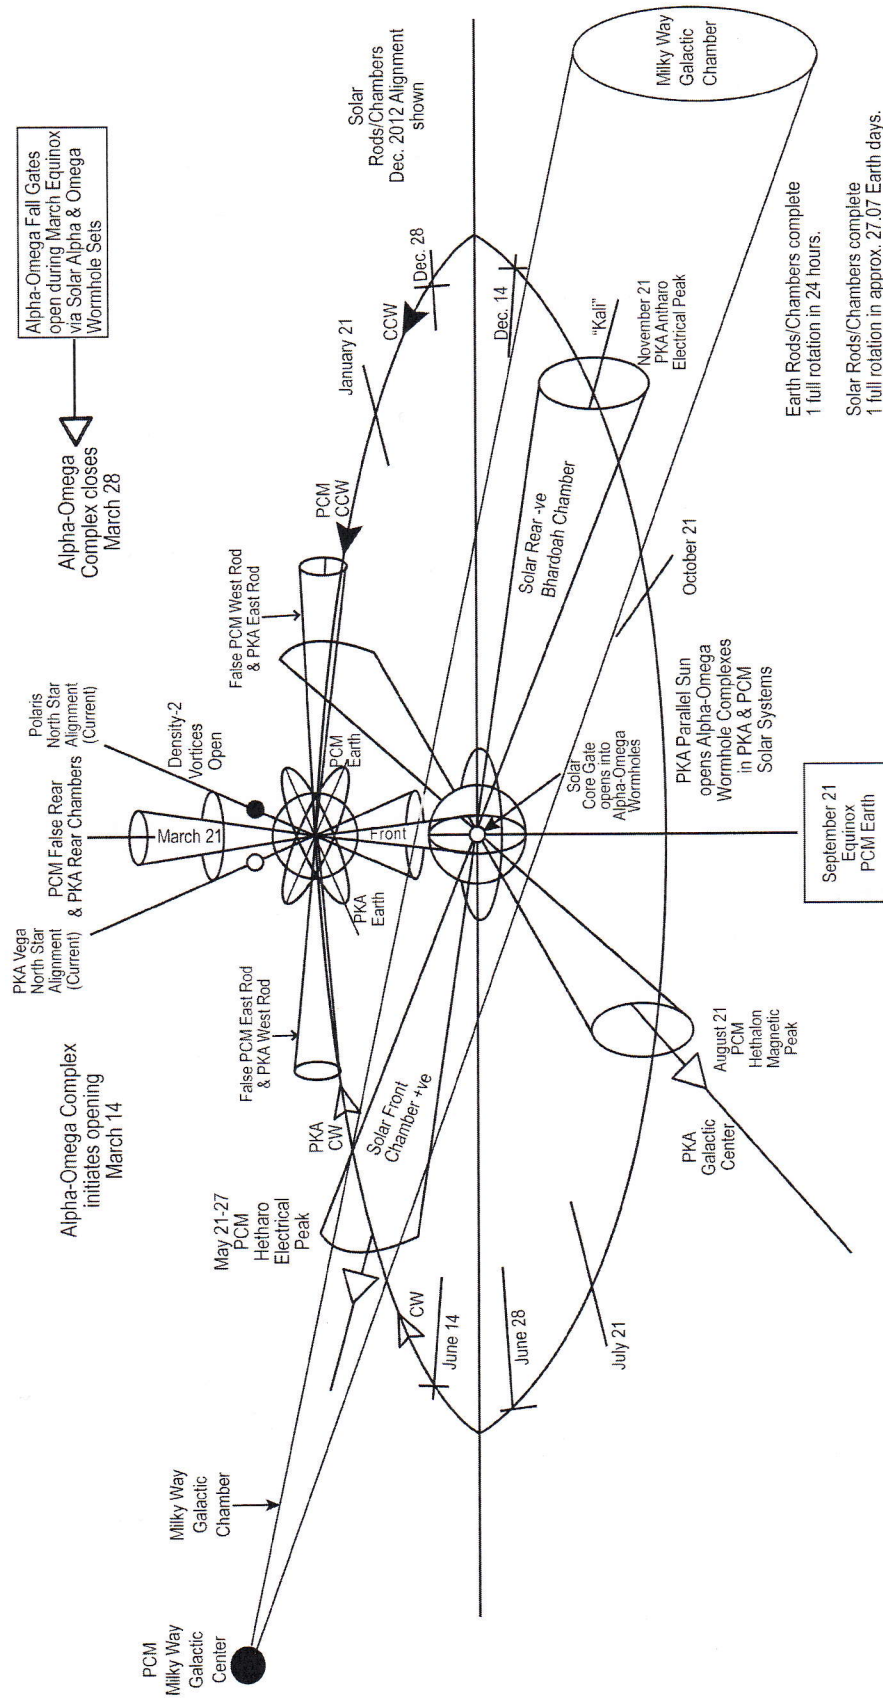 PCM
Milky Way
Galactic
Center
Milky Way
Galactic
Chamber
Alpha-Omega Complex
initiates opening
March 14
May 21-27
PCM
Hetharo
Electrical
Peak
False PCM East Rod
& PKA West Rod
PKA Vega
North Star
Alignment
(Current)
PCM False Rear
& PKA Rear Chambers
Polaris
North Star
Alignment
(Current)
Density-2
Vortices
Open
March 21
False PCM West Rod
& PKA East Rod
Alpha-Omega
Complex closes
March 28
Alpha-Omega Fall Gates
open during March Equinox
via Solar Alpha & Omega
Wormhole Sets
Solar
Rods/Chambers
Dec. 2012 Alignment
shown
PKA
CW
PKA
Earth
PCM
Earth
Front
PCM
CCW
January 21
CCW
Dec. 28
CW
June 14
Solar Front
Chamber +ve
June 28
July 21
PKA
Galactic
Center
August 21
PCM
Hethalon
Magnetic
Peak
Solar
Core Gate
opens into
Alpha-Omega
Wormholes
Solar Rear -ve
Bhardoah Chamber
Dec. 14
"Kali"
November 21
PKA Antharo
Electrical Peak
October 21
Milky Way
Galactic
Chamber
PKA Parallel Sun
opens Alpha-Omega
Wormhole Complexes
in PKA & PCM
Solar Systems
September 21
Equinox
PCM Earth
Earth Rods/Chambers complete
1 full rotation in 24 hours.
Solar Rods/Chambers complete
1 full rotation in approx. 27.07 Earth days.